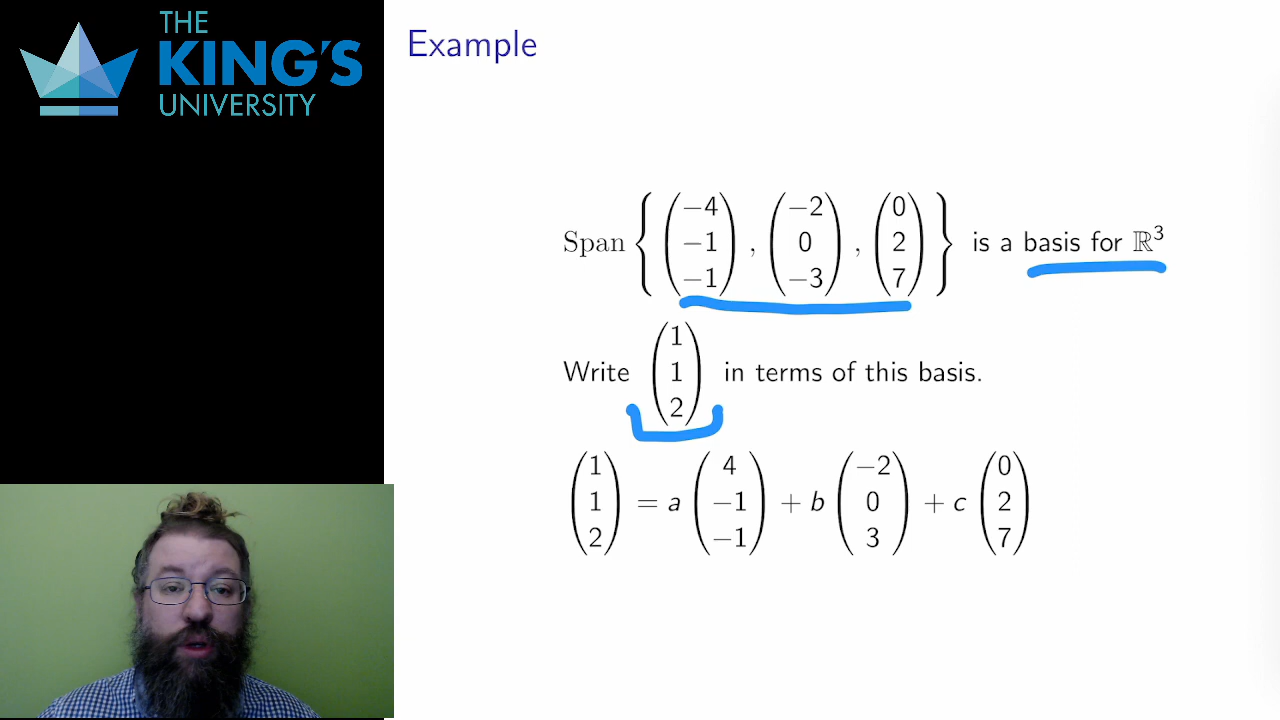 THE
KING'S
UNIVERSITY
Example
Span { (−4 −1 −1), (−2 0 −3), (0 2 7) } is a basis for ℝ³
Write (1 1 2) in terms of this basis.
(1 1 2) = a (4 −1 −1) + b (−2 0 3) + c (0 2 7)